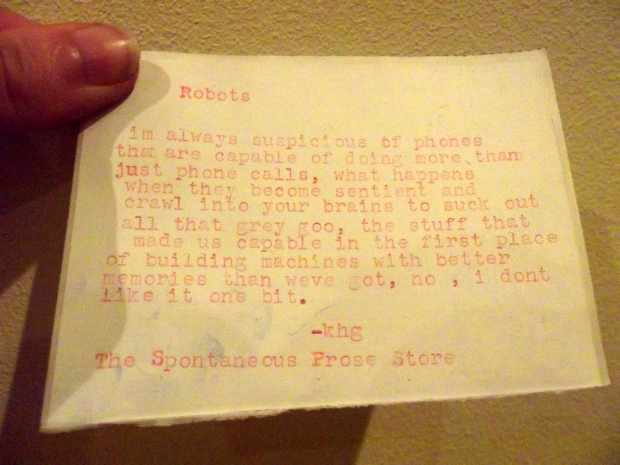 Robots
im always suspicious of phones
that are capable of doing more than
just phone calls, what happens
when they become sentient and
crawl into your brains to suck out
all that grey goo, the stuff that
made us capable in the first place
of building machines with better
memories than weve got, no , i dont
like it one bit.
-khg
The Spontaneous Prose Store